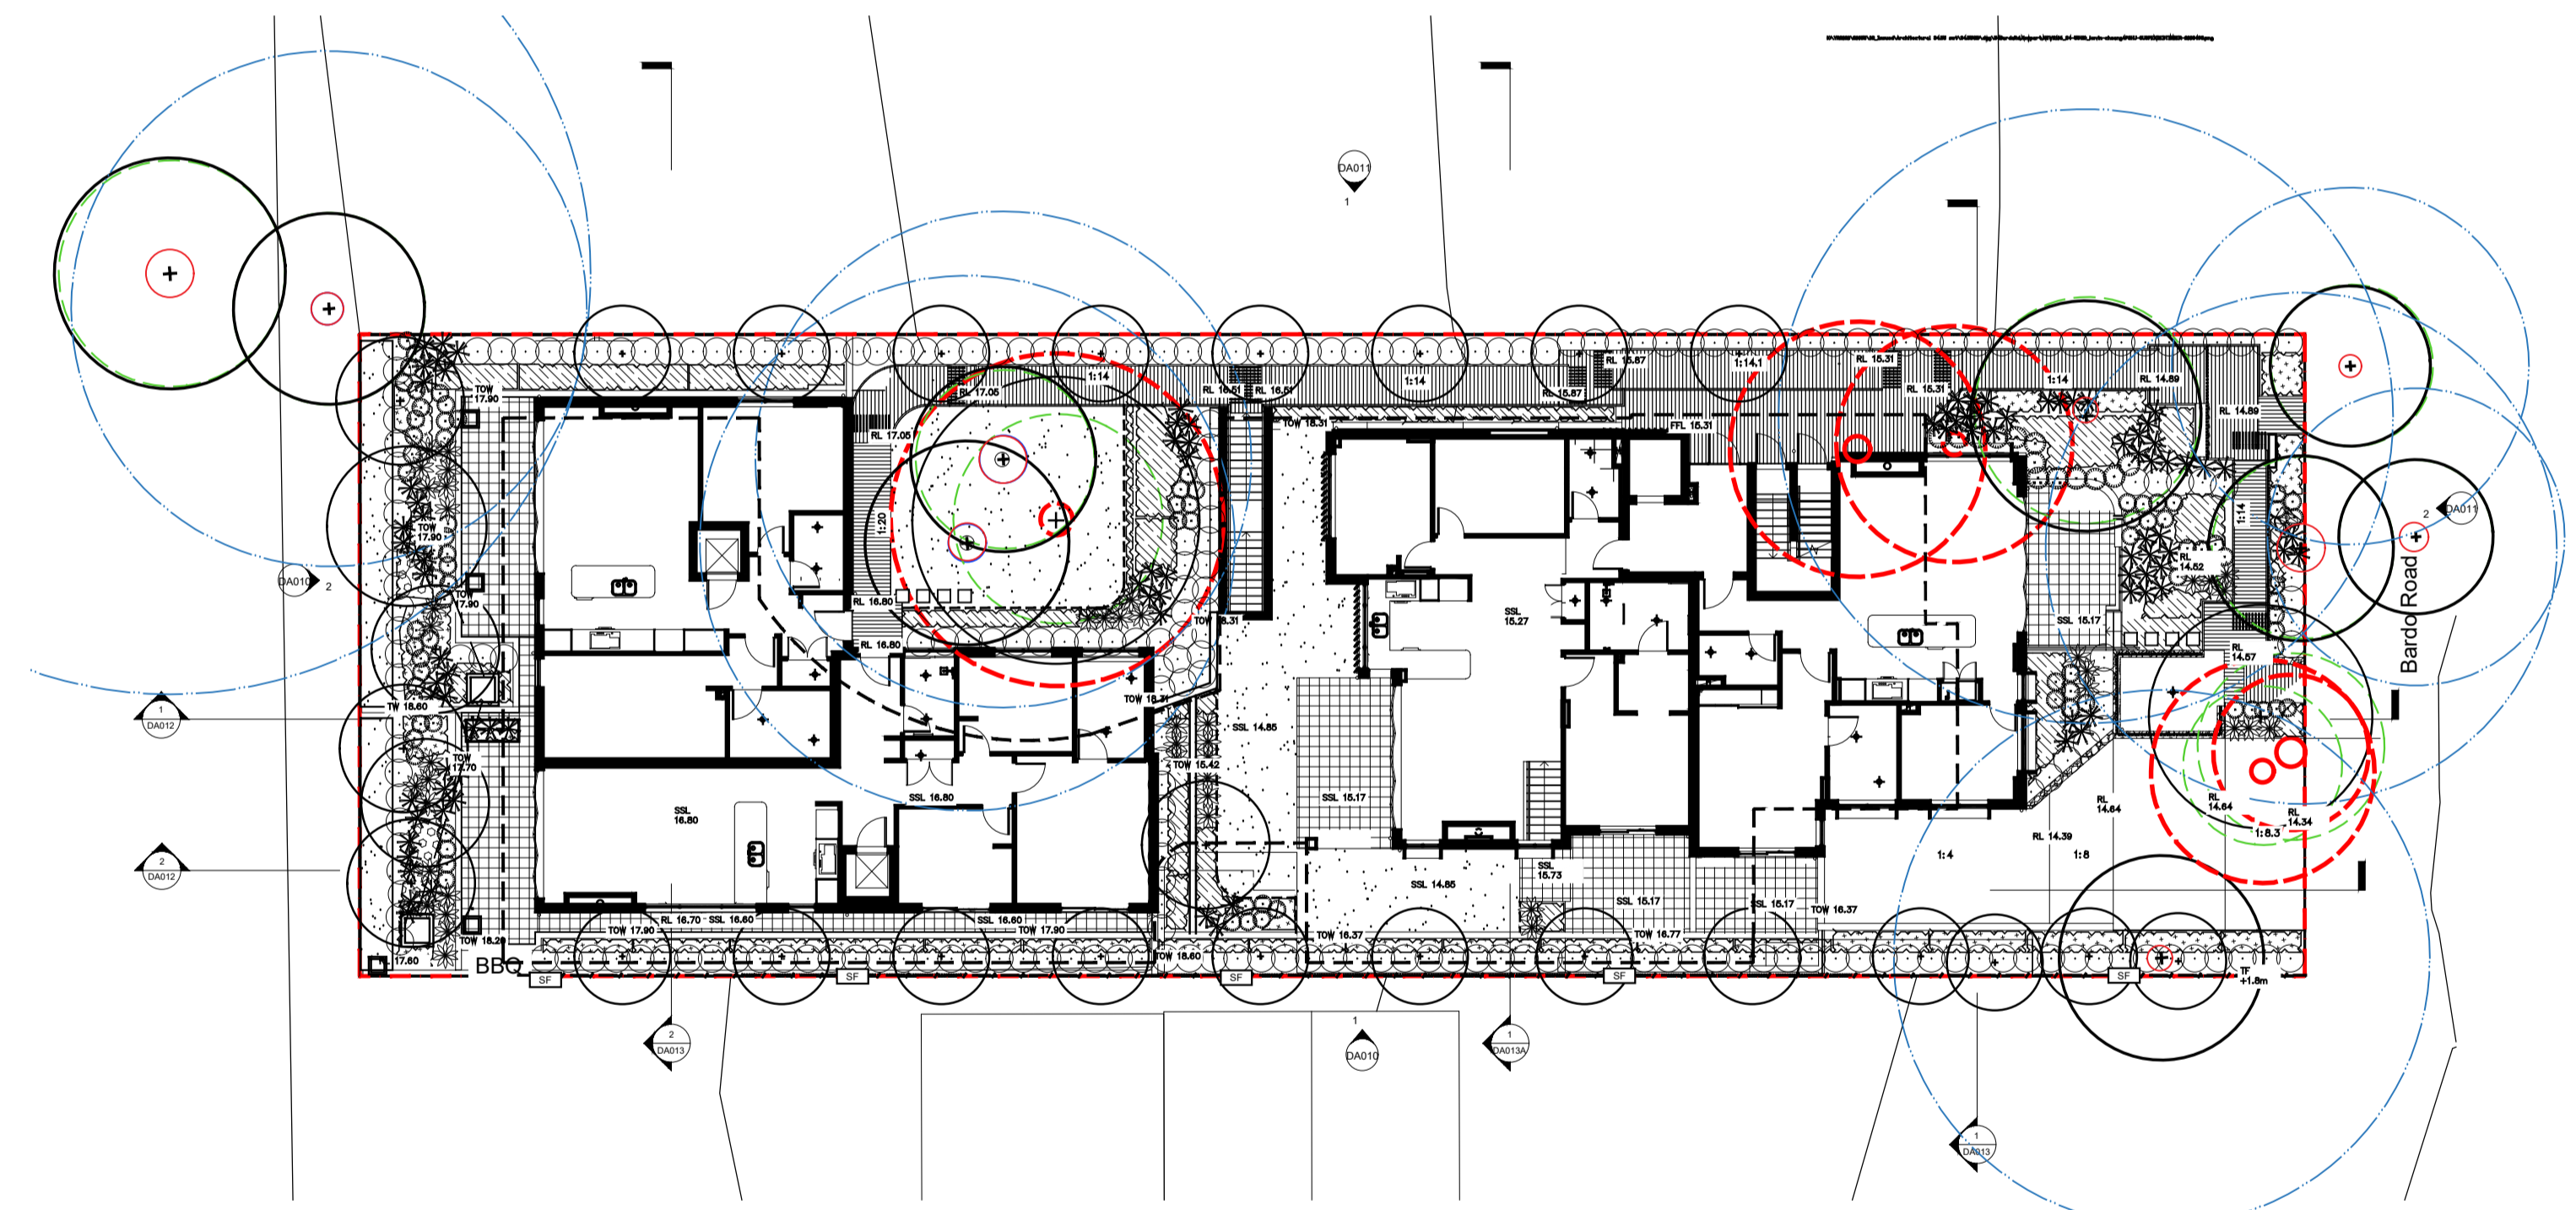 DA011
1
RL 15.87
1:14.1
RL 15.31
1:14
RL 14.89
1:14
1:14
RL 17.05
RL 16.51
RL 16.51
RL 15.87
RL 15.31
RL 14.89
TOW
17.90
RL 17.05
TOW 18.31
FFL 15.31
1:14
2
DA011
1:20
TOW
17.90
RL
14.52
Bardo Road
DA010
2
TOW
17.90
RL 16.80
TOW 18.31
SSL
15.27
SSL 15.17
RL 16.80
RL
14.57
TOW 18.31
TW 18.60
1
DA012
SSL 14.85
TOW
17.70
TOW 15.42
SSL 16.80
SSL 15.17
SSL
16.80
RL
14.64
RL
14.64
RL
14.34
1:8.3
RL 14.39
1:4
1:8
2
DA012
SSL
15.73
SSL 14.85
SSL 15.17
SSL 15.17
TOW 16.37
RL 16.70
SSL 16.60
SSL 16.60
TOW 17.90
TOW 17.90
TOW 16.37
TOW 16.77
TOW 18.20
17.60
BBQ
TOW 18.60
SF
SF
SF
SF
SF
TF
+1.8m
2
DA013
1
DA010
1
DA013A
1
DA013